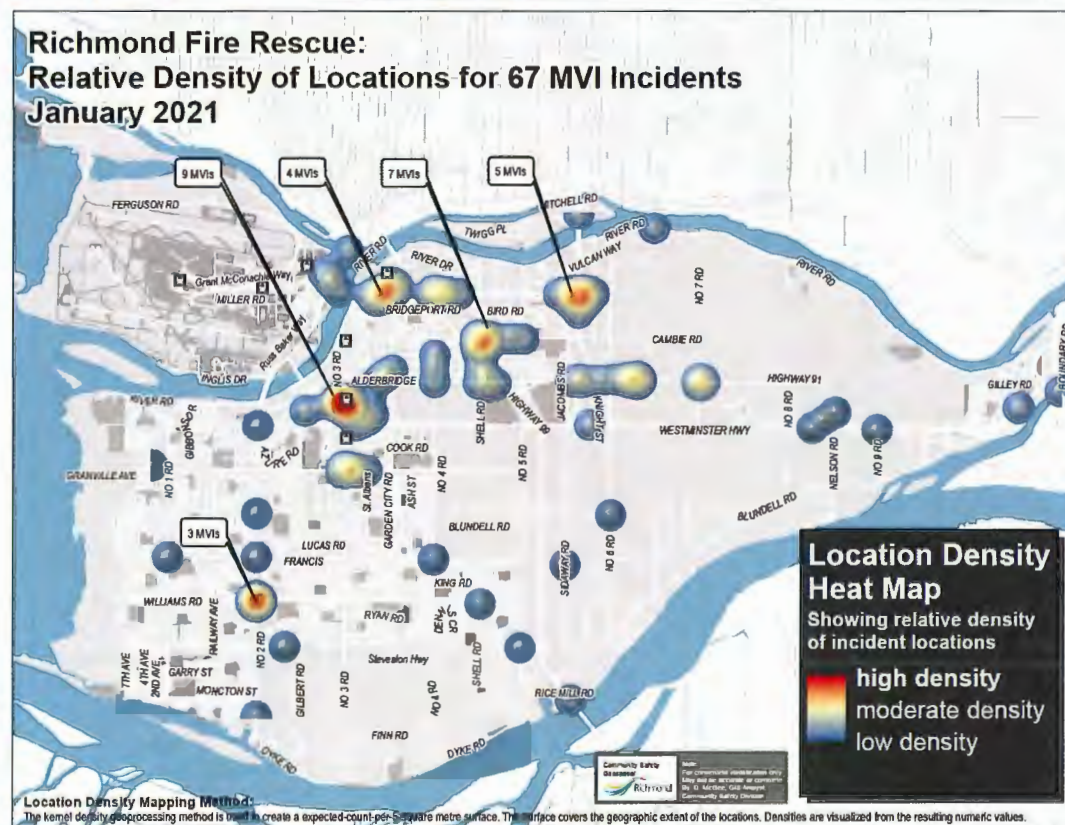 Richmond Fire Rescue:
Relative Density of Locations for 67 MVI Incidents
January 2021
9 MVIs
4 MVIs
7 MVIs
5 MVIs
FERGUSON RD
ITCHELL RD
TWIGG PL
RIVER RD
RIVER RD
RIVER DR
VULCAN WAY
RIVER RD
Grant McConachie Way
MILLER RD
NO 7 RD
BRIDGEPORT RD
BIRD RD
Russ Baker Way
CAMBIE RD
NO 3 RD
BOUNDARY RD
INGLIS DR
ALDERBRIDGE
HIGHWAY 91
GILLEY RD
JACOMBS RD
RIVER RD
GIBBONS DR
SHELL RD
HIGHWAY 99
NO 8 RD
WESTMINSTER HWY
COOK RD
NELSON RD
NO 9 RD
GRANVILLE AVE
NO 1 RD
St. Albans
GARDEN CITY RD
ASH ST
NO 4 RD
NO 5 RD
BLUNDELL RD
BLUNDELL RD
3 MVIs
LUCAS RD
FRANCIS
NO 6 RD
SIDAWAY RD
KING RD
WILLIAMS RD
RYAN RD
RAILWAY AVE
NO 2 RD
Steveston Hwy
SHELL RD
7TH AVE
4TH AVE
2ND AVE
GARRY ST
MONCTON ST
GILBERT RD
NO 3 RD
NO 4 RD
RICE MILL RD
FINN RD
DYKE RD
DYKE RD
Location Density
Heat Map
Showing relative density
of incident locations
high density
moderate density
low density
Community Safety
Richmond
Location Density Mapping Method:
The kernel density geoprocessing method is used to create a expected-count-per-5-square metre surface. The surface covers the geographic extent of the locations. Densities are visualized from the resulting numeric values.